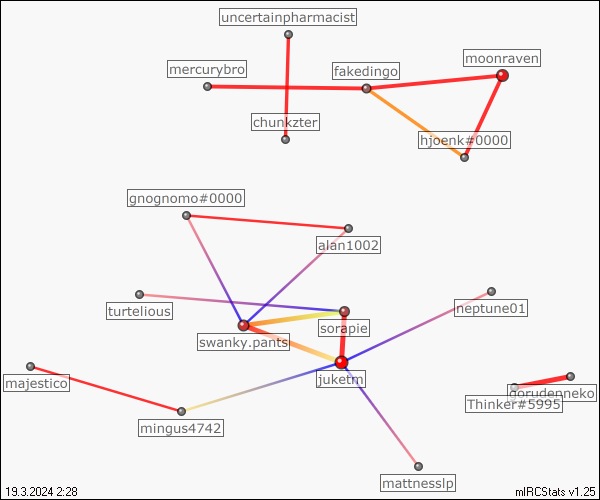 uncertainpharmacist
moonraven
mercurybro
fakedingo
chunkzter
hjoenk#0000
gnognomo#0000
alan1002
turtelious
neptune01
sorapie
swanky.pants
juketm
majestico
gorudenneko
Thinker#5995
mingus4742
mattnesslp
19.3.2024 2:28
mIRCStats v1.25